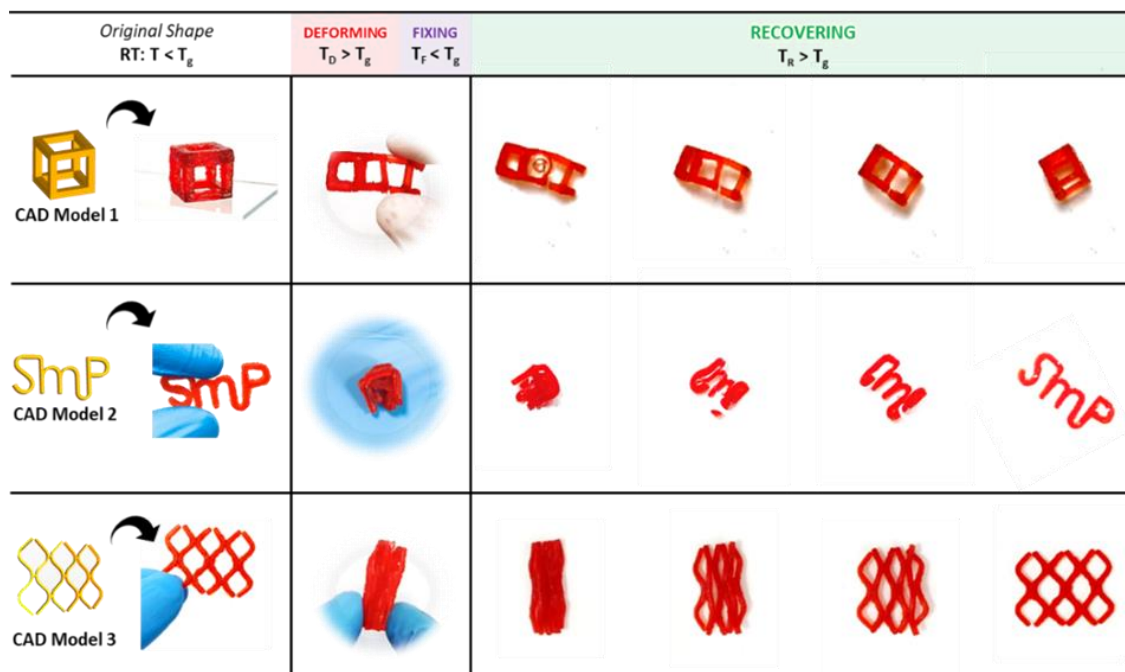 Original Shape
RT: T < Tg
DEFORMING
TD > Tg
FIXING
TF < Tg
RECOVERING
TR > Tg
CAD Model 1
SmP
SmP
CAD Model 2
SmP
CAD Model 3